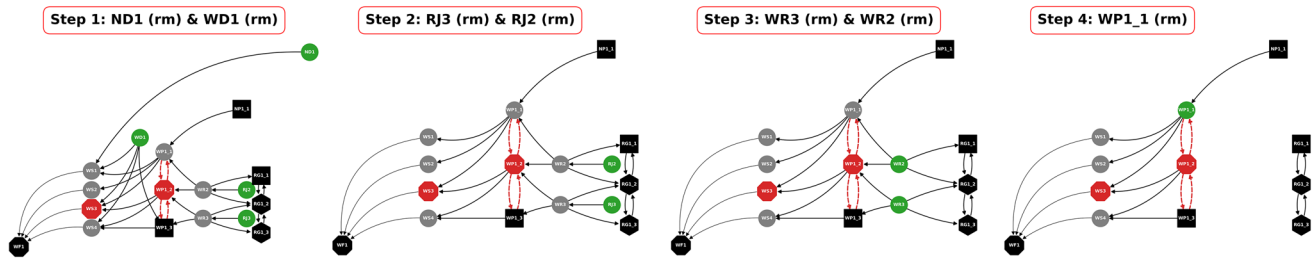 Step 1: ND1 (rm) & WD1 (rm)
ND1
NP1_1
WD1
WP1_1
WS1
RG1_1
WS2
WP1_2
WR2
RJ2
RG1_2
WS3
WR3
RJ3
WS4
WP1_3
RG1_3
WF1
Step 2: RJ3 (rm) & RJ2 (rm)
NP1_1
WP1_1
WS1
RG1_1
WS2
WP1_2
WR2
RJ2
RG1_2
WS3
WR3
RJ3
WS4
WP1_3
RG1_3
WF1
Step 3: WR3 (rm) & WR2 (rm)
NP1_1
WP1_1
WS1
RG1_1
WS2
WP1_2
WR2
RG1_2
WS3
WR3
WS4
WP1_3
RG1_3
WF1
Step 4: WP1_1 (rm)
NP1_1
WP1_1
WS1
RG1_1
WS2
WP1_2
RG1_2
WS3
WS4
WP1_3
RG1_3
WF1